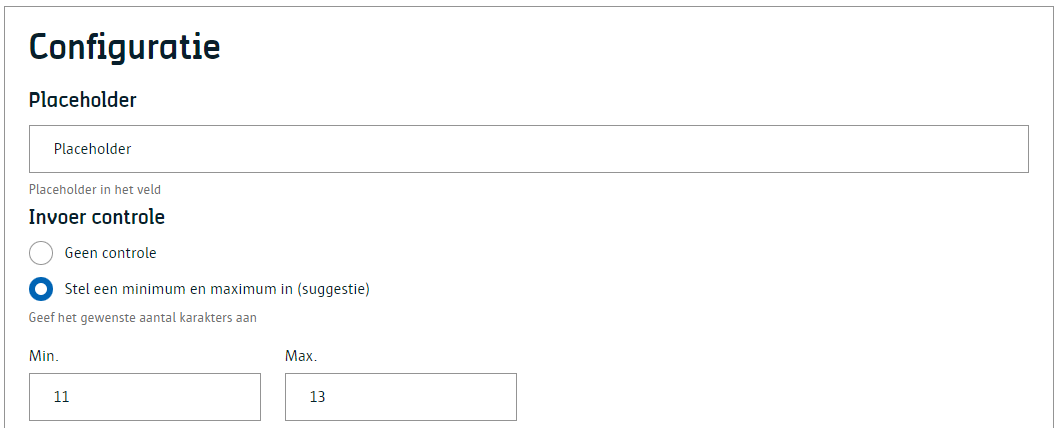 Configuratie
Placeholder
Placeholder
Placeholder in het veld
Invoer controle
Geen controle
Stel een minimum en maximum in (suggestie)
Geef het gewenste aantal karakters aan
Min. Max.
11 13